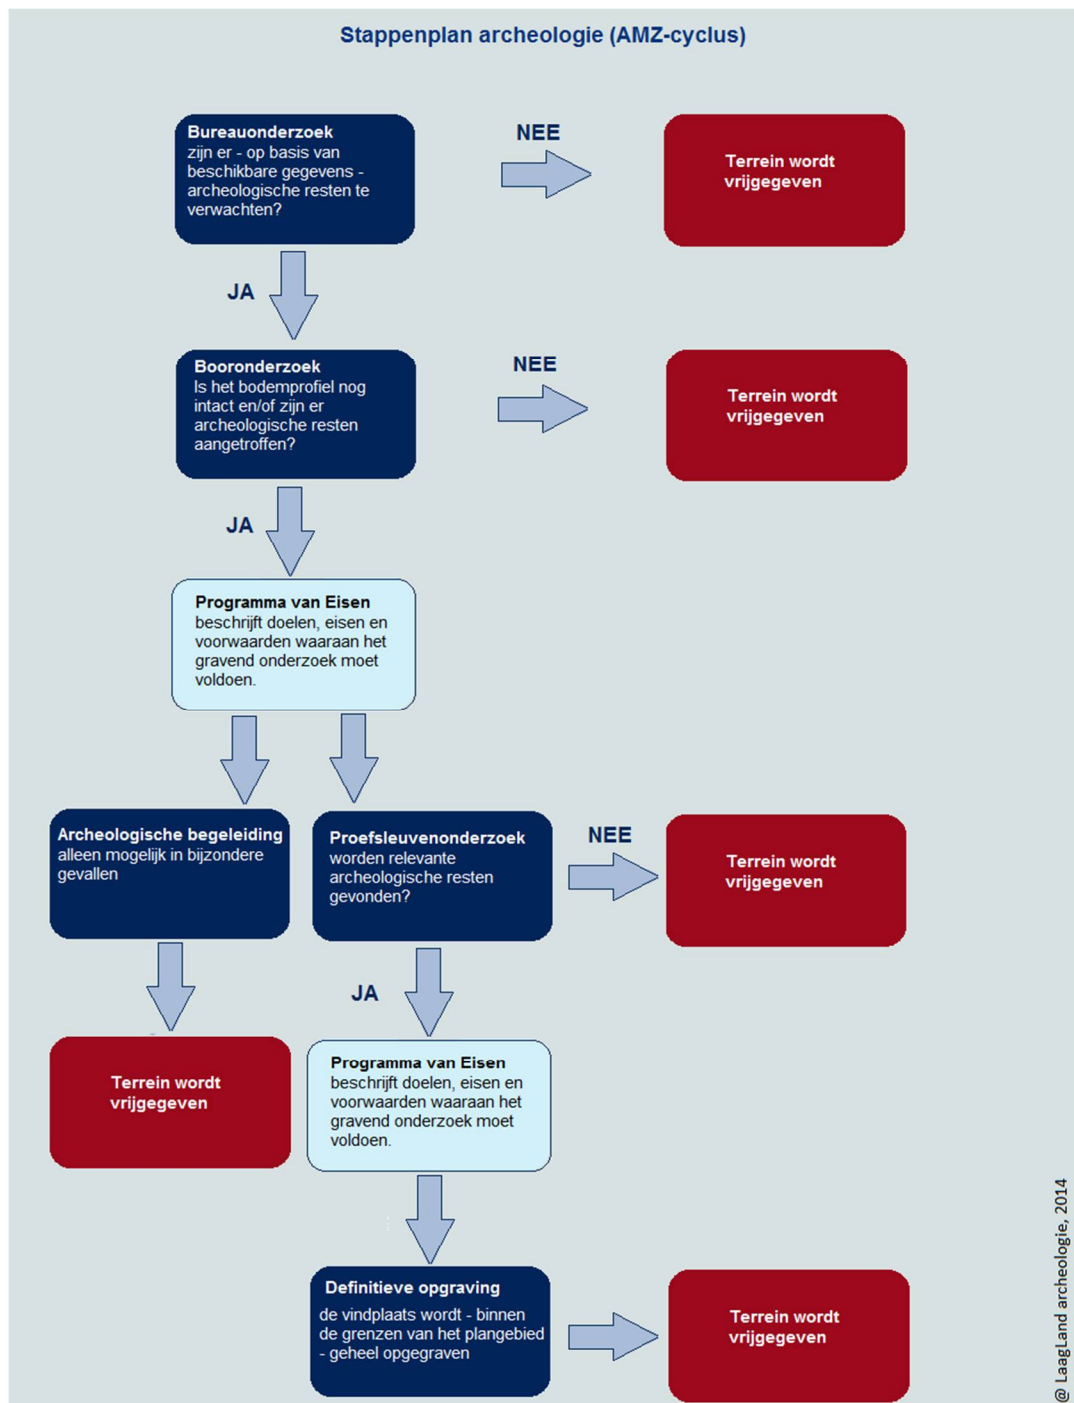 Stappenplan archeologie (AMZ-cyclus)
Bureauonderzoek
zijn er - op basis van
beschikbare gegevens -
archeologische resten te
verwachten?
NEE
Terrein wordt
vrijgegeven
JA
Booronderzoek
Is het bodemprofiel nog
intact en/of zijn er
archeologische resten
aangetroffen?
NEE
Terrein wordt
vrijgegeven
JA
Programma van Eisen
beschrijft doelen, eisen en
voorwaarden waaraan het
gravend onderzoek moet
voldoen.
Archeologische begeleiding
alleen mogelijk in bijzondere
gevallen
Proefsleuvenonderzoek
worden relevante
archeologische resten
gevonden?
NEE
Terrein wordt
vrijgegeven
JA
Terrein wordt
vrijgegeven
Programma van Eisen
beschrijft doelen, eisen en
voorwaarden waaraan het
gravend onderzoek moet
voldoen.
Definitieve opgraving
de vindplaats wordt - binnen
de grenzen van het plangebied
- geheel opgegraven
Terrein wordt
vrijgegeven
@ LaagLand archeologie, 2014